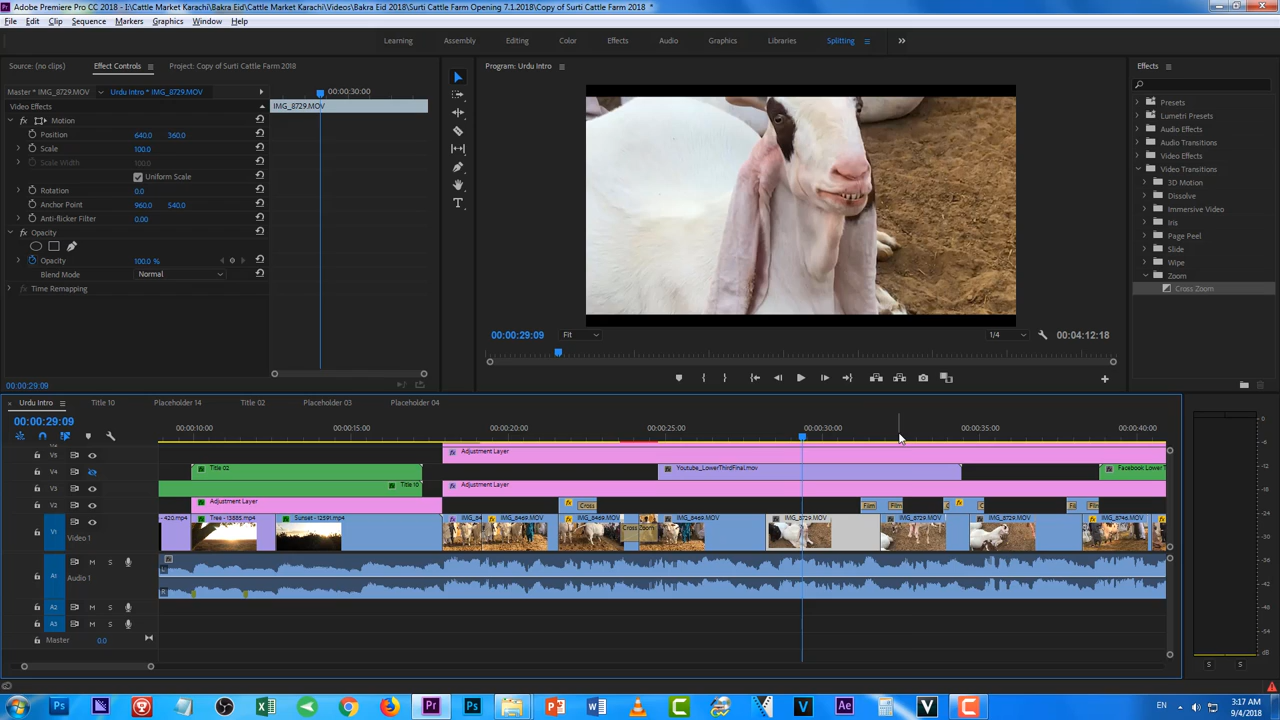 Adobe Premiere Pro CC 2018 - I:\Cattle Market Karachi\Bakra Eid\Cattle Market Karachi\Videos\Bakra Eid 2018\Surti Cattle Farm Opening 7.1.2018\Copy of Surti Cattle Farm 2018 *
File Edit Clip Sequence Markers Graphics Window Help
Learning Assembly Editing Color Effects Audio Graphics Libraries Splitting
Source: (no clips) Effect Controls Project: Copy of Surti Cattle Farm 2018
Program: Urdu Intro
Effects
Master * IMG_8729.MOV Urdu Intro * IMG_8729.MOV 00:00:30:00
Video Effects IMG_8729.MOV
fx Motion
Position 640.0 360.0
Scale 100.0
Scale Width 100.0
Uniform Scale
Rotation 0.0
Anchor Point 960.0 540.0
Anti-flicker Filter 0.00
fx Opacity
Opacity 100.0 %
Blend Mode Normal
Time Remapping
00:00:29:09
Presets
Lumetri Presets
Audio Effects
Audio Transitions
Video Effects
Video Transitions
3D Motion
Dissolve
Immersive Video
Iris
Page Peel
Slide
Wipe
Zoom
Cross Zoom
00:00:29:09 Fit 1/4 00:04:12:18
Urdu Intro Title 10 Placeholder 14 Title 02 Placeholder 03 Placeholder 04
00:00:29:09
00:00:10:00 00:00:15:00 00:00:20:00 00:00:25:00 00:00:30:00 00:00:35:00 00:00:40:00
V5 Adjustment Layer
V4 Title 02 Youtube_LowerThirdFinal.mov Facebook Lower T
V3 Title 10 Adjustment Layer
V2 Adjustment Layer Cross Film Film Film
V1 Video 1 - 420.mp4 Tree - 13885.mp4 Sunset - 12591.mp4 IMG_8469.MOV IMG_8469.MOV Cross Zoom IMG_8469.MOV IMG_8729.MOV IMG_8729.MOV IMG_8729.MOV IMG_8746.MOV
A1 Audio 1 M S
A2 M S
A3 M S
Master 0.0
0
-6
-12
-18
-24
-30
-36
-42
-48
-54
dB
S S
EN 3:17 AM
9/4/2018